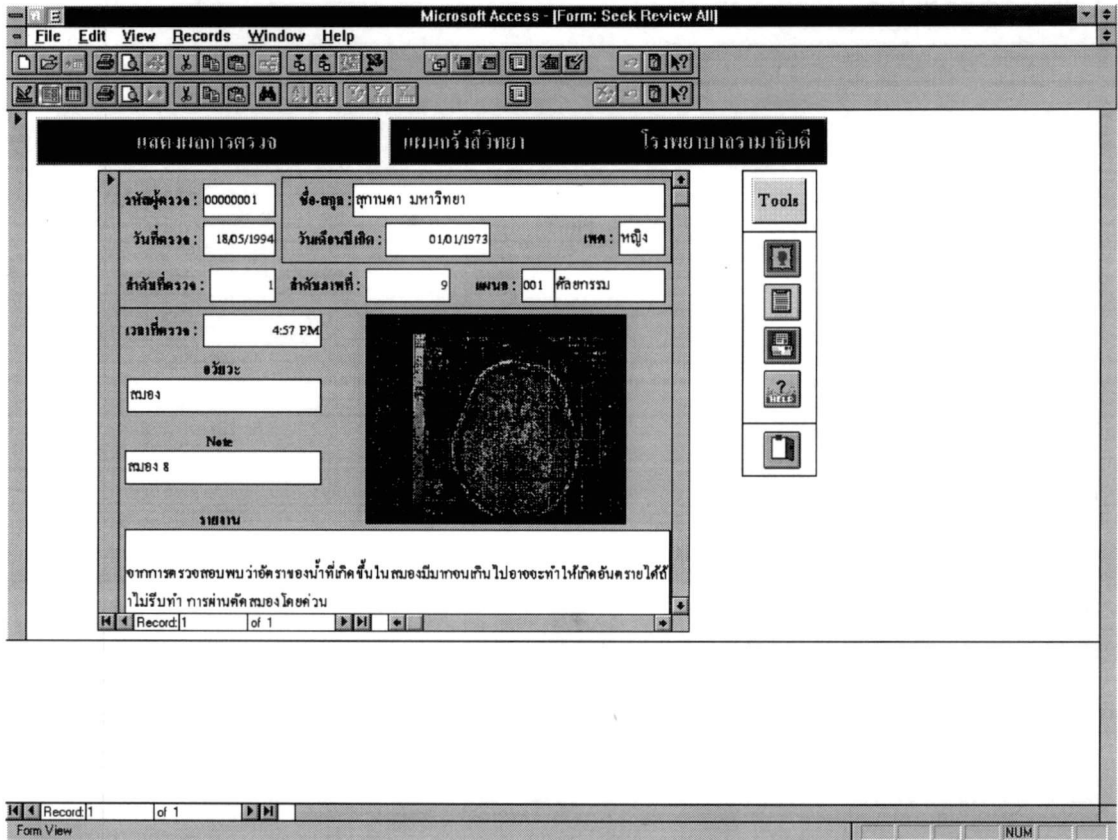 Microsoft Access - [Form: Seek Review All]
File Edit View Records Window Help
แสดงผลการตรวจ แผนกรังสีวิทยา โรงพยาบาลรามาธิบดี
รหัสผู้ตรวจ : 00000001 ชื่อ-สกุล : สุกานดา มหาวิทยา
วันที่ตรวจ : 18/05/1994 วันเดือนปีเกิด : 01/01/1973 เพศ : หญิง
ลำดับที่ตรวจ : 1 ลำดับภาพที่ : 9 แผนก : 001 ศัลยกรรม
เวลาที่ตรวจ : 4:57 PM
อวัยวะ
สมอง
Note
สมอง 8
รายงาน
จากการตรวจสอบพบว่าอัตราของน้ำที่เกิดขึ้นในสมองมีมากจนเกินไปอาจจะทำให้เกิดอันตรายได้ถ้
าไม่รีบทำ การผ่านตัดสมองโดยด่วน
Record: 1 of 1
Tools
?
HELP
Record: 1 of 1
Form View NUM